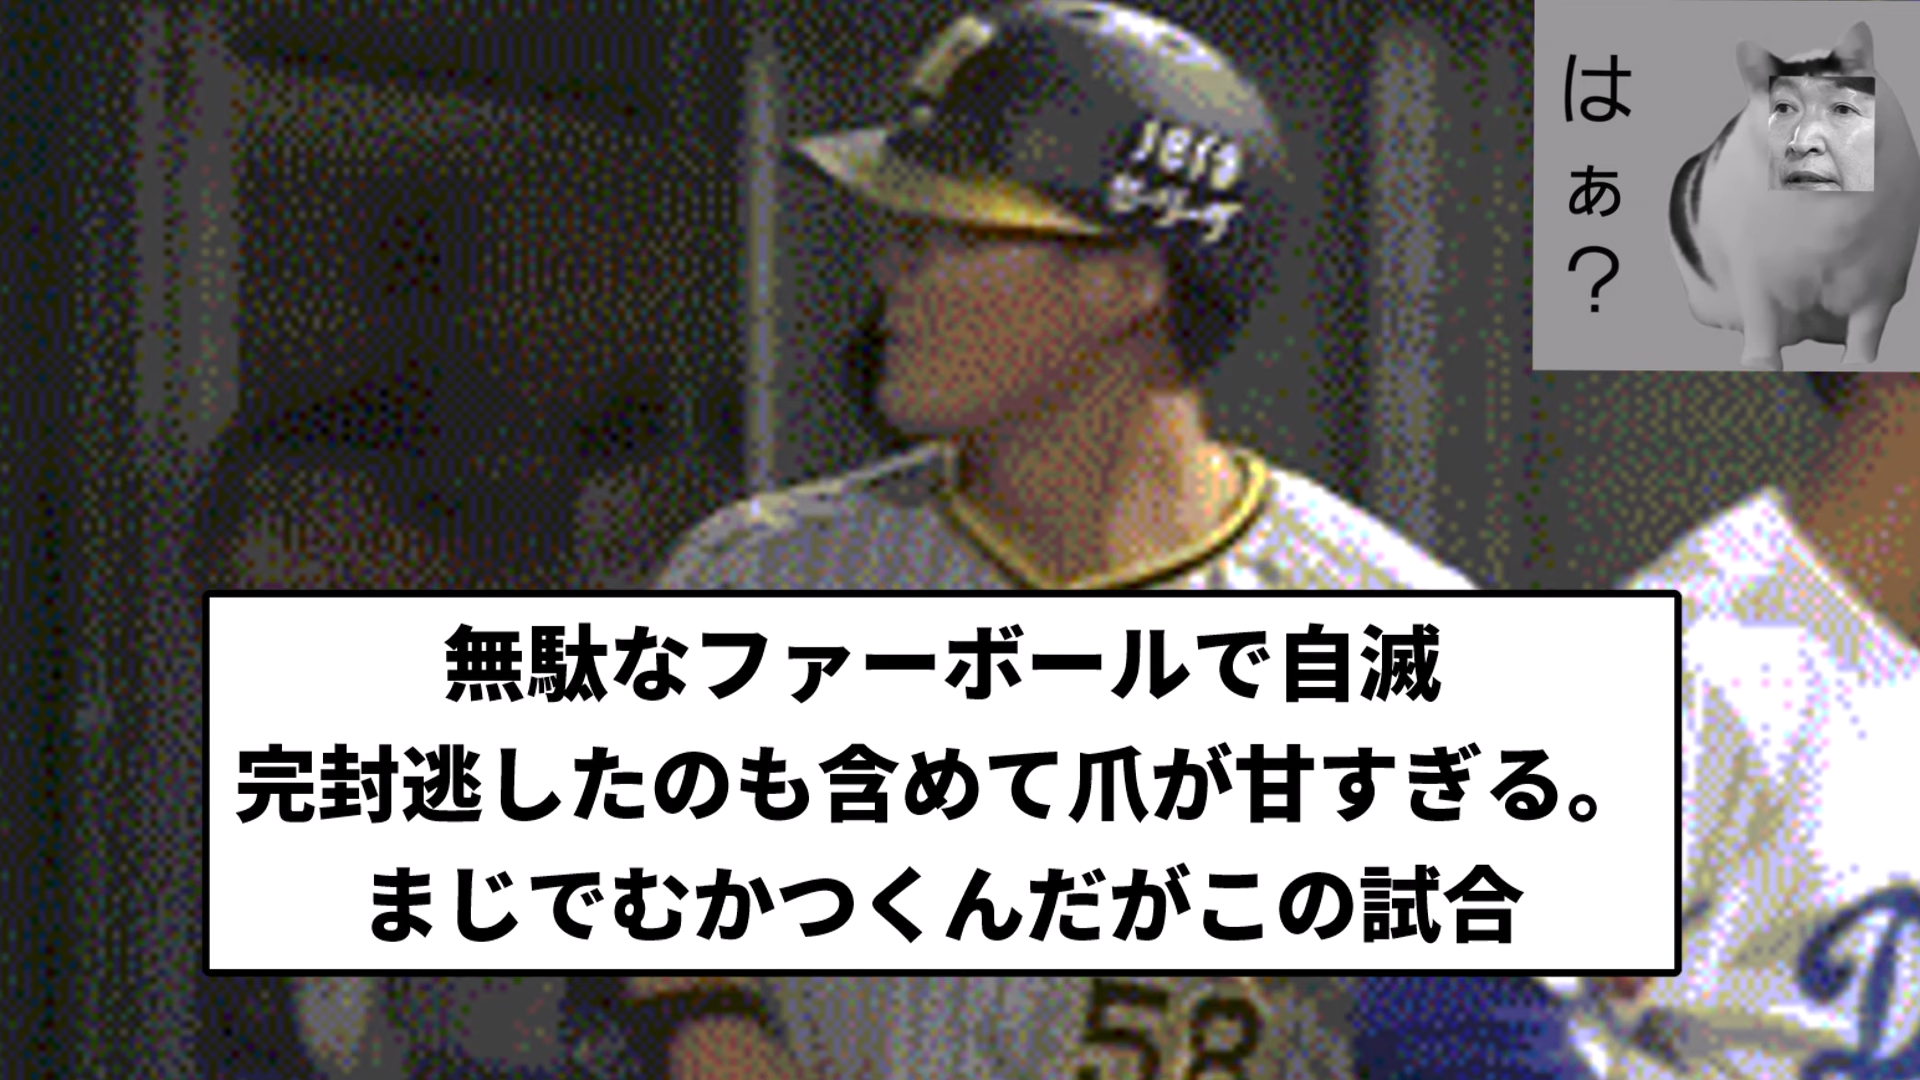 はぁ？
JERA
セ・リーグ
無駄なファーボールで自滅
完封逃したのも含めて爪が甘すぎる。
まじでむかつくんだがこの試合
58
D